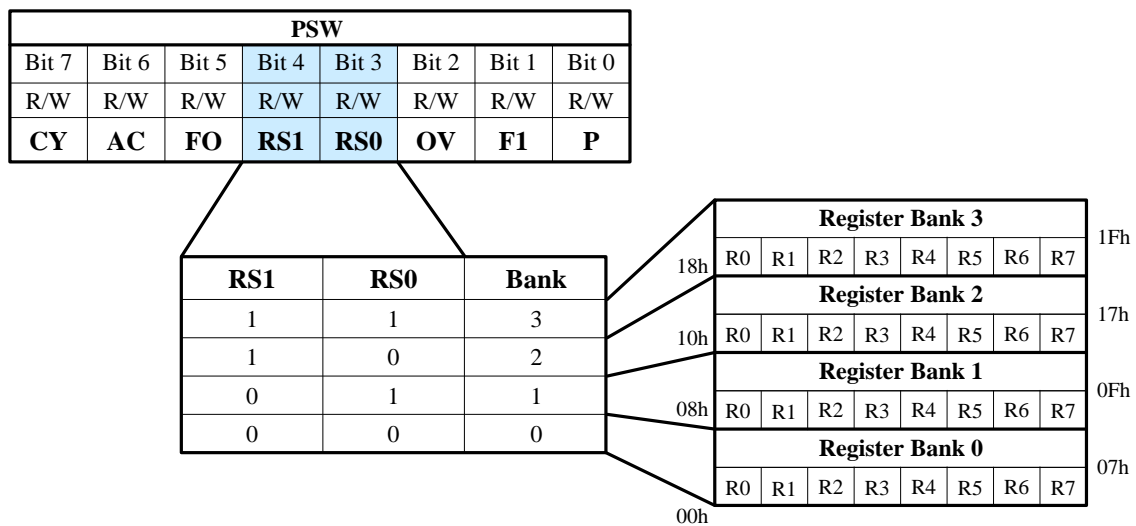 PSW
Bit 7 Bit 6 Bit 5 Bit 4 Bit 3 Bit 2 Bit 1 Bit 0
R/W R/W R/W R/W R/W R/W R/W R/W
CY AC FO RS1 RS0 OV F1 P
RS1 RS0 Bank
1 1 3
1 0 2
0 1 1
0 0 0
Register Bank 3
1Fh
18h R0 R1 R2 R3 R4 R5 R6 R7
Register Bank 2
17h
10h R0 R1 R2 R3 R4 R5 R6 R7
Register Bank 1
0Fh
08h R0 R1 R2 R3 R4 R5 R6 R7
Register Bank 0
07h
R0 R1 R2 R3 R4 R5 R6 R7
00h